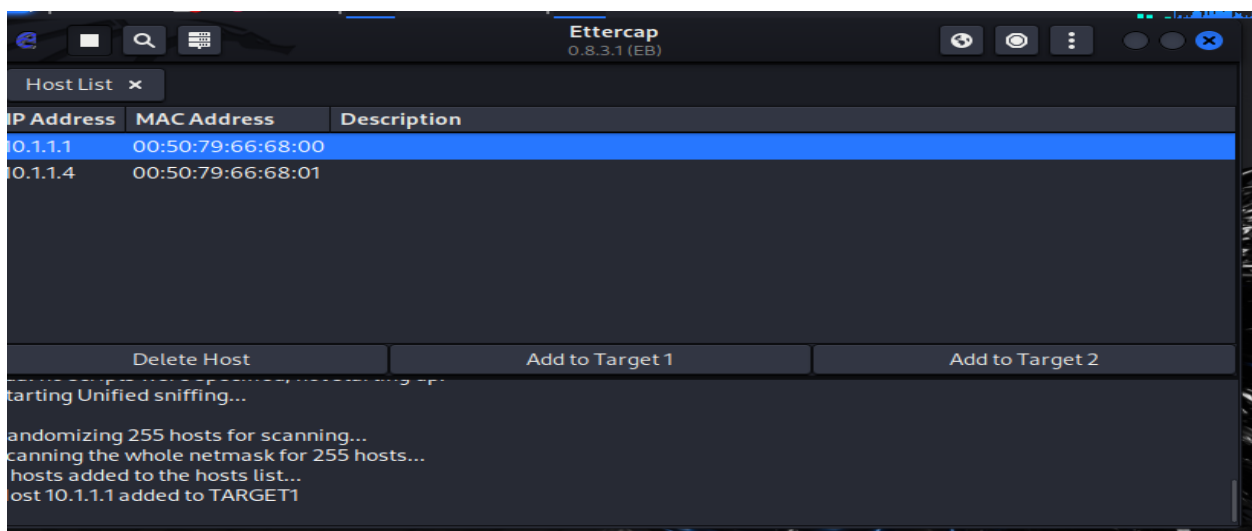 Ettercap
0.8.3.1 (EB)
Host List ×
IP Address MAC Address Description
10.1.1.1 00:50:79:66:68:00
10.1.1.4 00:50:79:66:68:01
Delete Host Add to Target 1 Add to Target 2
tarting Unified sniffing...
andomizing 255 hosts for scanning...
canning the whole netmask for 255 hosts...
hosts added to the hosts list...
ost 10.1.1.1 added to TARGET1